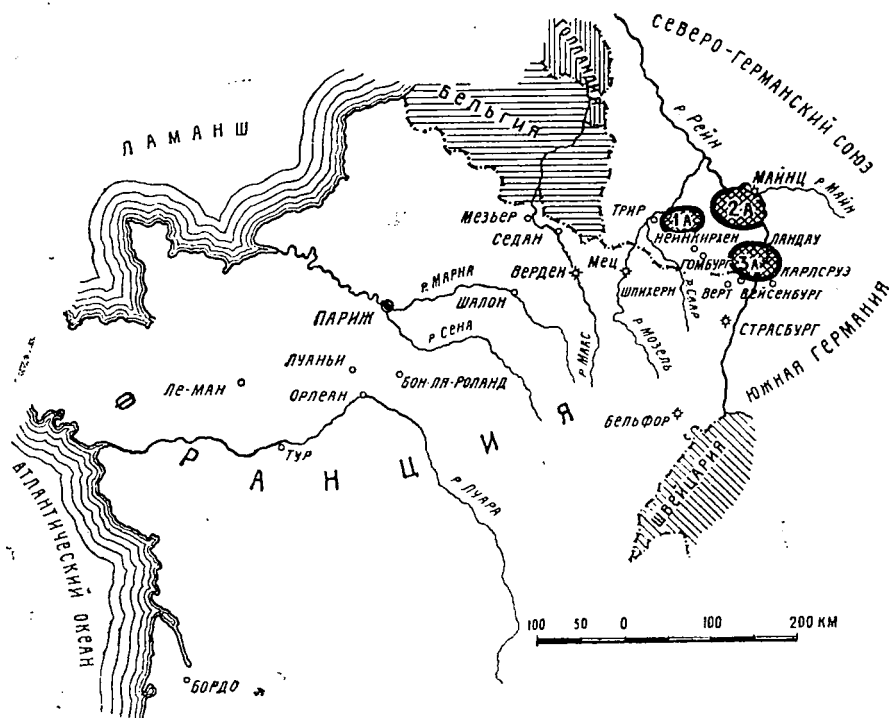 СЕВЕРО-ГЕРМАНСКИЙ СОЮЗ
ГОЛЛАНДИЯ
БЕЛЬГИЯ
ЛАМАНШ
р. Рейн
МАЙНЦ
р. МАЙН
ТРИР
1А
2А
МЕЗЬЕР
СЕДАН
НЕЙНКИРХЕН
ЛАНДАУ
ГОМБУРГ
3А
КАРЛСРУЭ
ВЕРДЕН
МЕЦ
ШПИХЕРН
р. СААР
ВЕРТ
ВЕЙСЕНБУРГ
р. МАРНА
ШАЛОН
ПАРИЖ
р. СЕНА
р. МААС
р. МОЗЕЛЬ
СТРАСБУРГ
ЮЖНАЯ ГЕРМАНИЯ
ЛУАНЬИ
ЛЕ-МАН
БОН-ЛЯ-РОЛАНД
ОРЛЕАН
БЕЛЬФОР
Ф Р А Н Ц И Я
ТУР
р. ЛУАРА
ШВЕЙЦАРИЯ
АТЛАНТИЧЕСКИЙ ОКЕАН
100 50 0 100 200 КМ
БОРДО